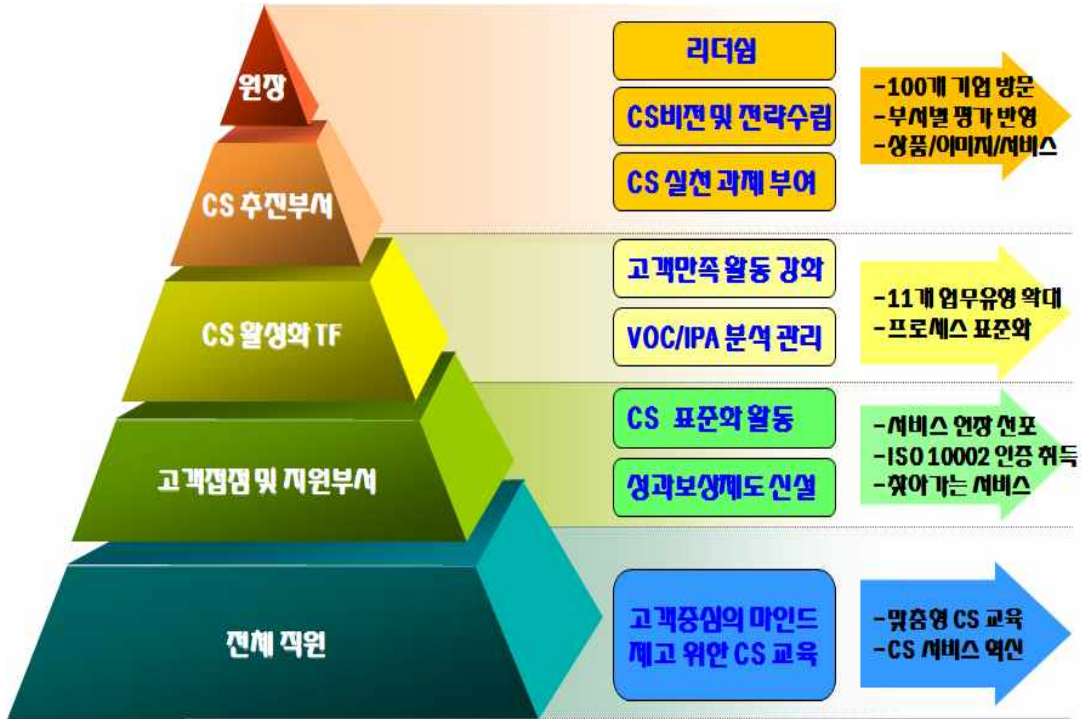 원장
리더쉽
CS비전 및 전략수립
CS 실천 과제 부여
-100개 기업 방문
-부서별 평가 반영
-상품/이미지/서비스
CS 추진부서
CS 활성화 TF
고객만족 활동 강화
VOC/IPA 분석 관리
-11개 업무유형 확대
-프로세스 표준화
고객접점 및 지원부서
CS 표준화 활동
성과보상제도 신설
-서비스 헌장 선포
-ISO 10002 인증 취득
-찾아가는 서비스
전체 직원
고객중심의 마인드
제고 위한 CS 교육
-맞춤형 CS 교육
-CS 서비스 혁신